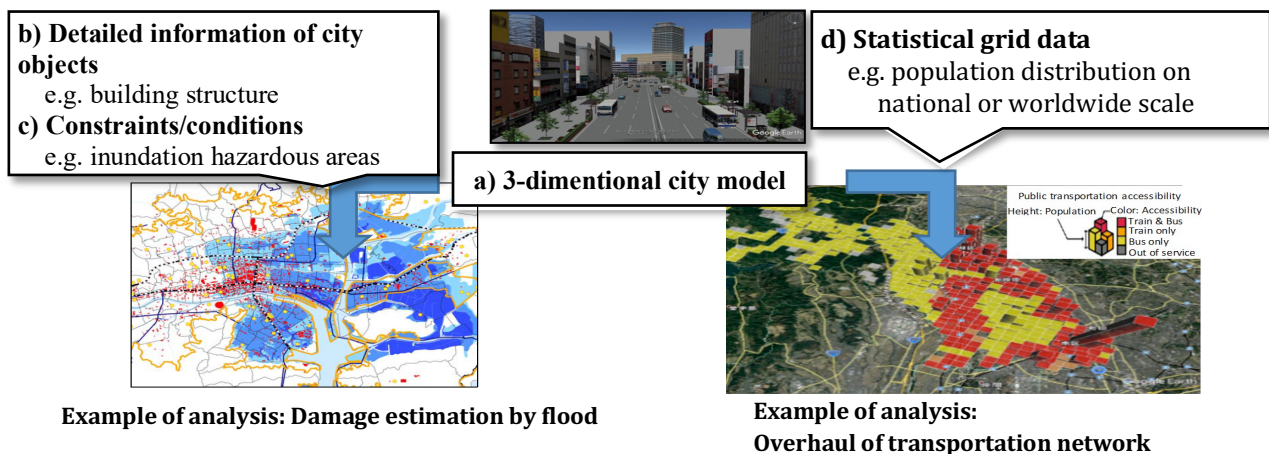 b) Detailed information of city
objects
e.g. building structure
c) Constraints/conditions
e.g. inundation hazardous areas
Google Earth
d) Statistical grid data
e.g. population distribution on
national or worldwide scale
a) 3-dimentional city model
Public transportation accessibility
Height: Population
Color: Accessibility
Train & Bus
Train only
Bus only
Out of service
Google Earth
Example of analysis: Damage estimation by flood
Example of analysis:
Overhaul of transportation network